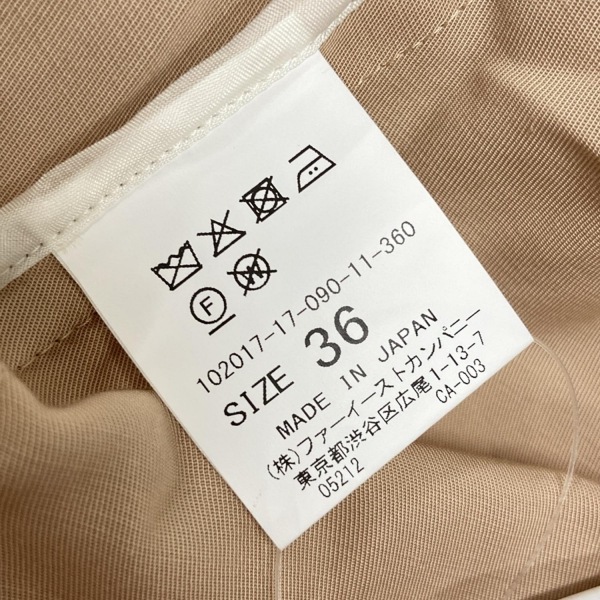 F W
102017-17-090-11-360
SIZE 36
MADE IN JAPAN
(株)ファーイーストカンパニー
東京都渋谷区広尾1-13-7
05212 CA-003